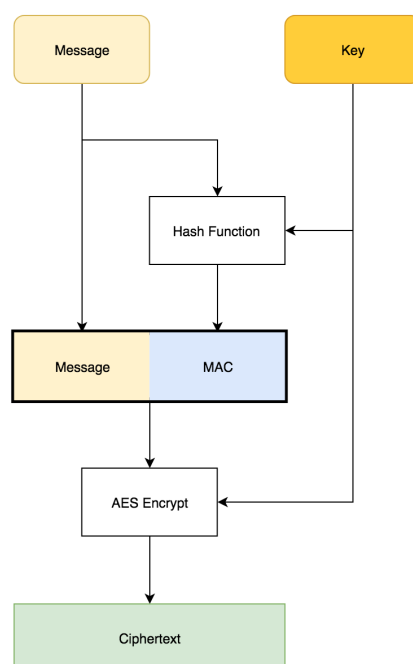 Message
Key
Hash Function
Message
MAC
AES Encrypt
Ciphertext